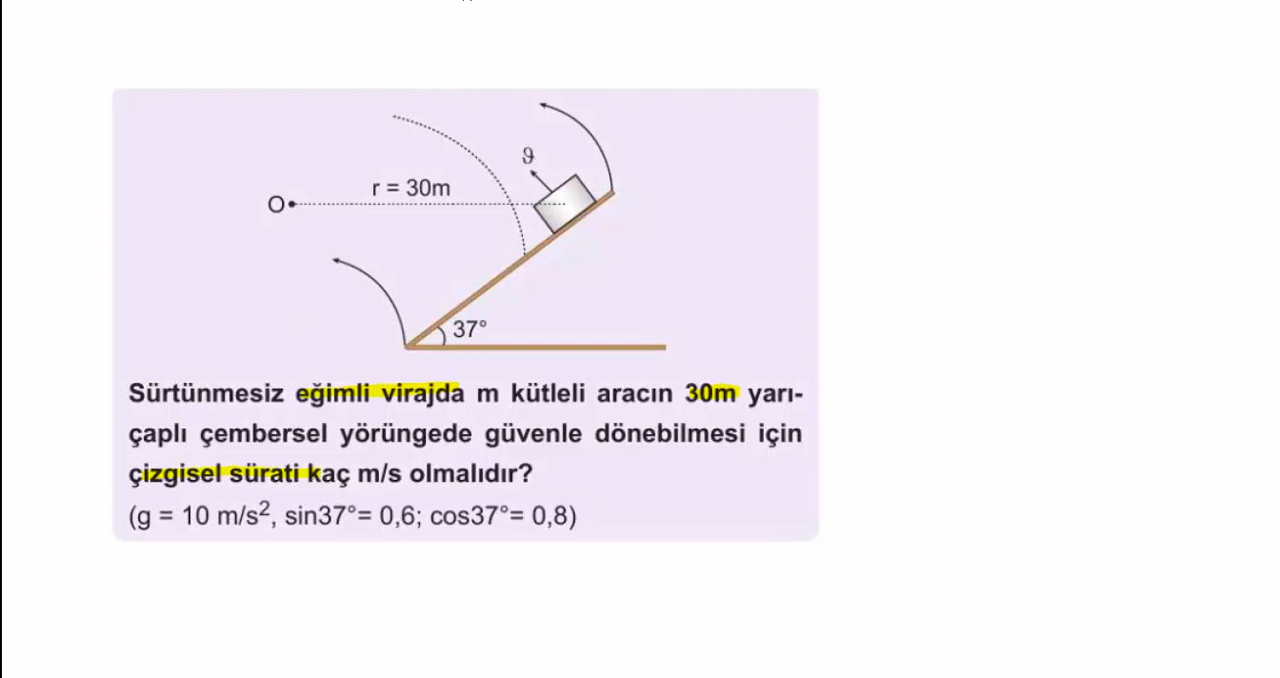 ϑ
r = 30m
O
37°
Sürtünmesiz eğimli virajda m kütleli aracın 30m yarı-
çaplı çembersel yörüngede güvenle dönebilmesi için
çizgisel sürati kaç m/s olmalıdır?
(g = 10 m/s², sin37°= 0,6; cos37°= 0,8)